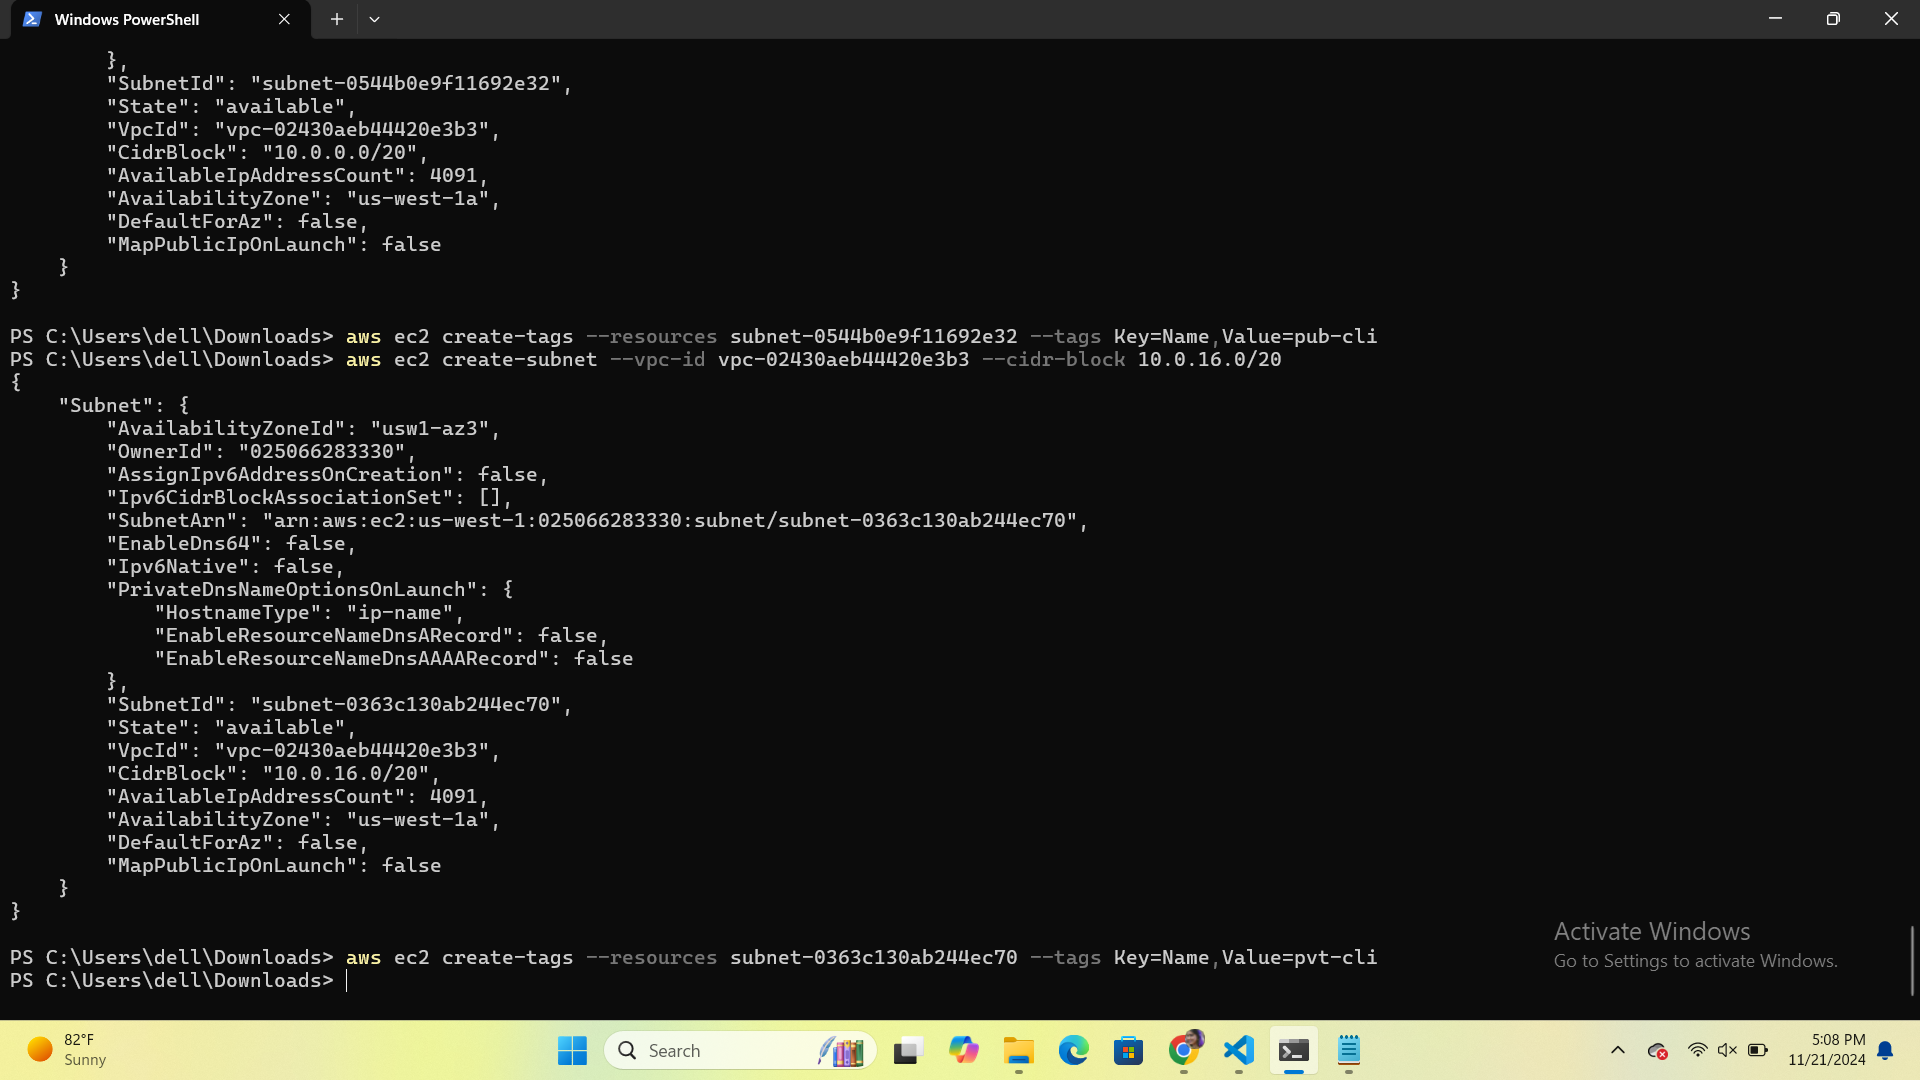 Windows PowerShell
        },
        "SubnetId": "subnet-0544b0e9f11692e32",
        "State": "available",
        "VpcId": "vpc-02430aeb44420e3b3",
        "CidrBlock": "10.0.0.0/20",
        "AvailableIpAddressCount": 4091,
        "AvailabilityZone": "us-west-1a",
        "DefaultForAz": false,
        "MapPublicIpOnLaunch": false
    }
}
PS C:\Users\dell\Downloads> aws ec2 create-tags --resources subnet-0544b0e9f11692e32 --tags Key=Name,Value=pub-cli
PS C:\Users\dell\Downloads> aws ec2 create-subnet --vpc-id vpc-02430aeb44420e3b3 --cidr-block 10.0.16.0/20
{
    "Subnet": {
        "AvailabilityZoneId": "usw1-az3",
        "OwnerId": "025066283330",
        "AssignIpv6AddressOnCreation": false,
        "Ipv6CidrBlockAssociationSet": [],
        "SubnetArn": "arn:aws:ec2:us-west-1:025066283330:subnet/subnet-0363c130ab244ec70",
        "EnableDns64": false,
        "Ipv6Native": false,
        "PrivateDnsNameOptionsOnLaunch": {
            "HostnameType": "ip-name",
            "EnableResourceNameDnsARecord": false,
            "EnableResourceNameDnsAAAARecord": false
        },
        "SubnetId": "subnet-0363c130ab244ec70",
        "State": "available",
        "VpcId": "vpc-02430aeb44420e3b3",
        "CidrBlock": "10.0.16.0/20",
        "AvailableIpAddressCount": 4091,
        "AvailabilityZone": "us-west-1a",
        "DefaultForAz": false,
        "MapPublicIpOnLaunch": false
    }
}
PS C:\Users\dell\Downloads> aws ec2 create-tags --resources subnet-0363c130ab244ec70 --tags Key=Name,Value=pvt-cli
PS C:\Users\dell\Downloads>
Activate Windows
Go to Settings to activate Windows.
82°F
Sunny
Search
5:08 PM
11/21/2024